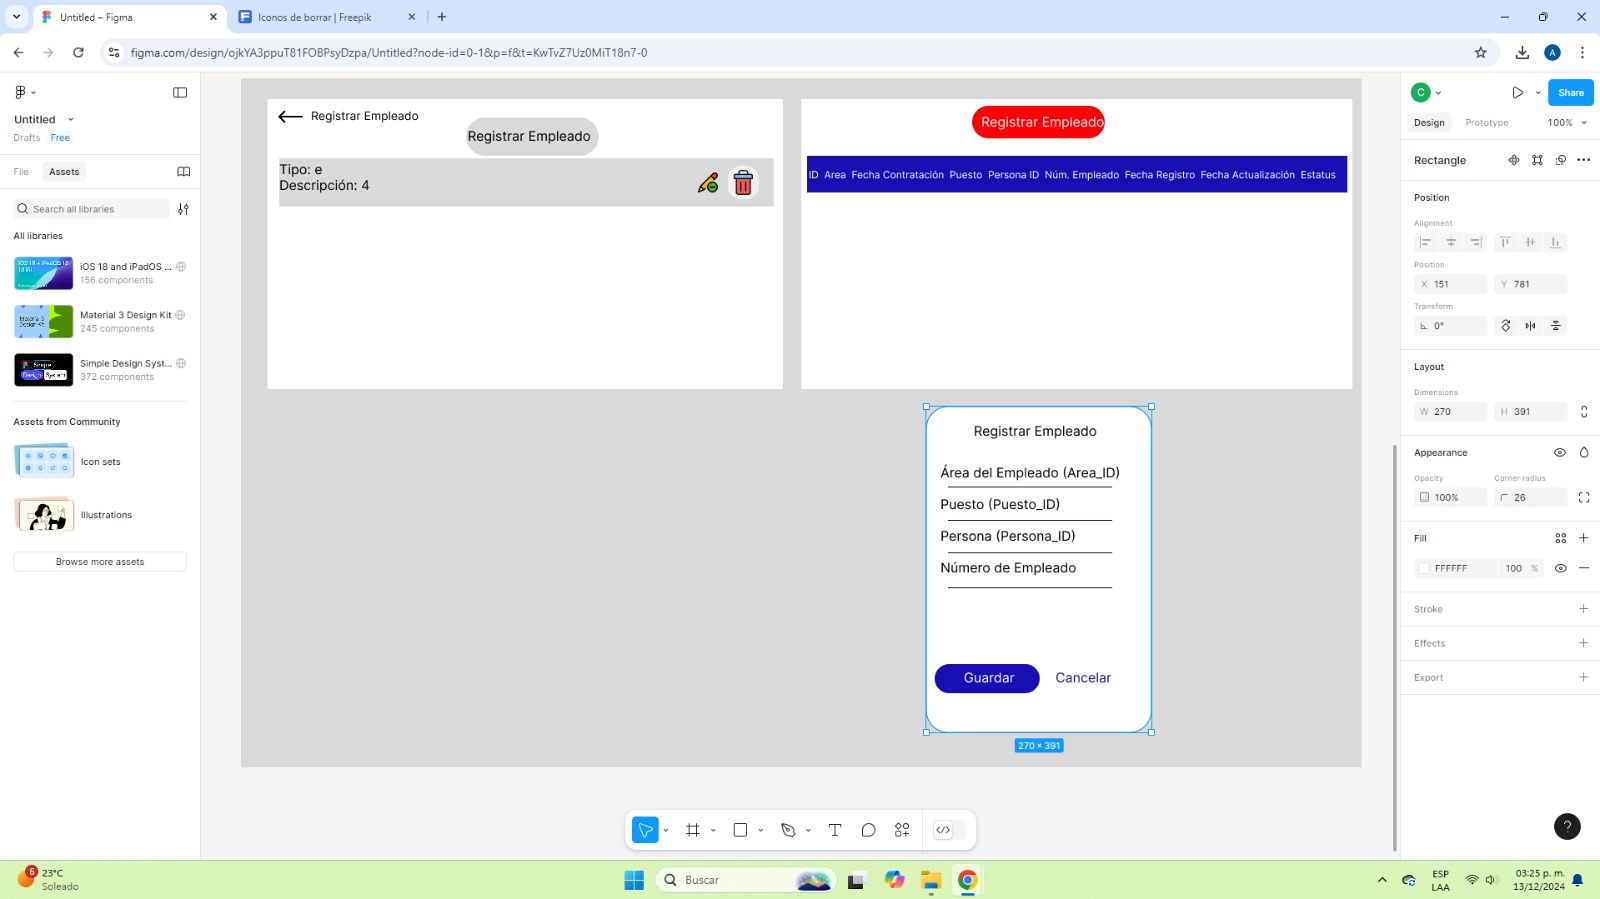 Untitled – Figma
Iconos de borrar | Freepik
figma.com/design/ojkYA3ppuT81FOBPsyDzpa/Untitled?node-id=0-1&p=f&t=KwTvZ7Uz0MiT18n7-0
A
Untitled
Drafts Free
File Assets
Search all libraries
All libraries
iOS 18 and iPadOS ...
156 components
Material 3 Design Kit
245 components
Simple Design Syst...
372 components
Assets from Community
Icon sets
Illustrations
Browse more assets
Registrar Empleado
Registrar Empleado
Tipo: e
Descripción: 4
Registrar Empleado
ID Area Fecha Contratación Puesto Persona ID Núm. Empleado Fecha Registro Fecha Actualización Estatus
Registrar Empleado
Área del Empleado (Area_ID)
Puesto (Puesto_ID)
Persona (Persona_ID)
Número de Empleado
Guardar Cancelar
270 × 391
C
Share
Design Prototype 100%
Rectangle
Position
Alignment
Position
X 151 Y 781
Transform
0°
Layout
Dimensions
W 270 H 391
Appearance
Opacity Corner radius
100% 26
Fill
FFFFFF 100 %
Stroke
Effects
Export
?
6
23°C
Soleado
Buscar
ESP
LAA
03:25 p. m.
13/12/2024